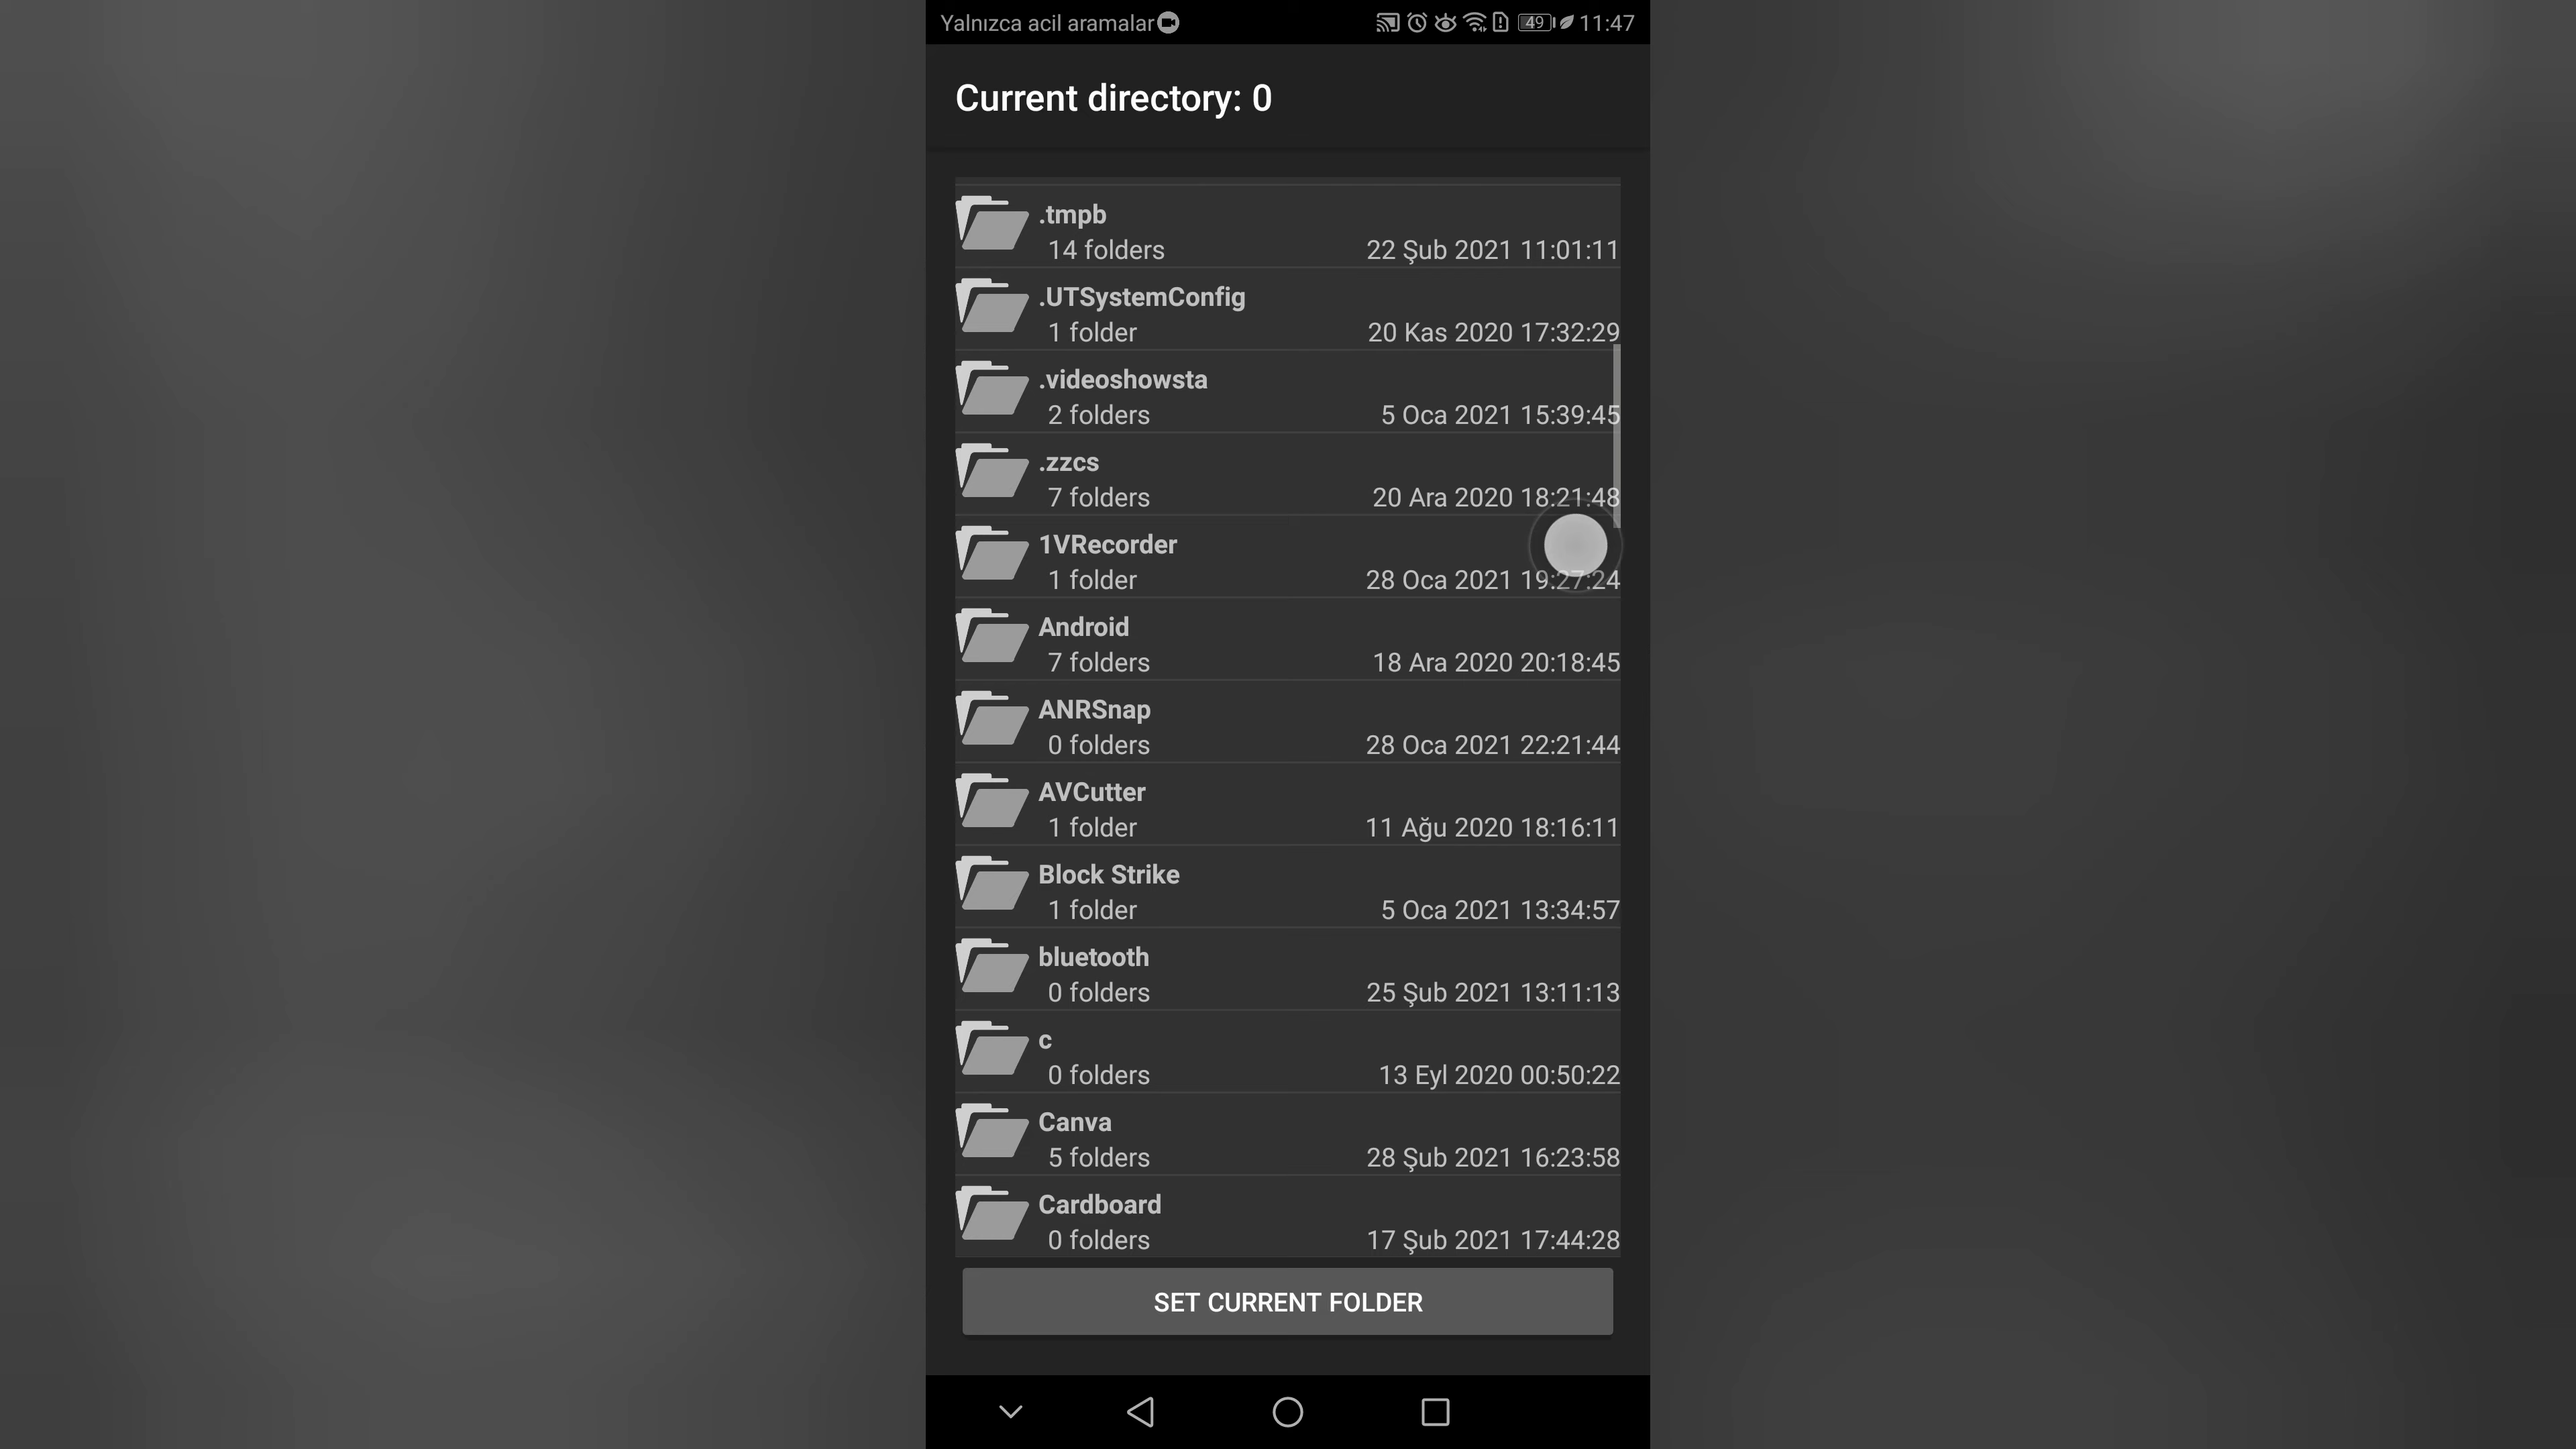 Yalnızca acil aramalar 49 11:47
Current directory: 0
.tmpb
14 folders 22 Şub 2021 11:01:11
.UTSystemConfig
1 folder 20 Kas 2020 17:32:29
.videoshowsta
2 folders 5 Oca 2021 15:39:45
.zzcs
7 folders 20 Ara 2020 18:21:48
1VRecorder
1 folder 28 Oca 2021 19:27:24
Android
7 folders 18 Ara 2020 20:18:45
ANRSnap
0 folders 28 Oca 2021 22:21:44
AVCutter
1 folder 11 Ağu 2020 18:16:11
Block Strike
1 folder 5 Oca 2021 13:34:57
bluetooth
0 folders 25 Şub 2021 13:11:13
c
0 folders 13 Eyl 2020 00:50:22
Canva
5 folders 28 Şub 2021 16:23:58
Cardboard
0 folders 17 Şub 2021 17:44:28
SET CURRENT FOLDER